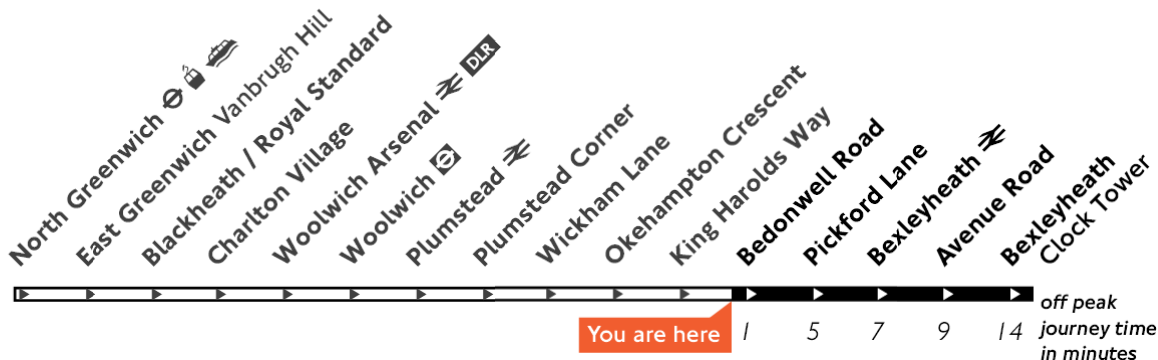 North Greenwich
East Greenwich Vanbrugh Hill
Blackheath / Royal Standard
Charlton Village
Woolwich Arsenal DLR
Woolwich
Plumstead
Plumstead Corner
Wickham Lane
Okehampton Crescent
King Harolds Way
Bedonwell Road
Pickford Lane
Bexleyheath
Avenue Road
Bexleyheath
Clock Tower
You are here
1 5 7 9 14
off peak
journey time
in minutes